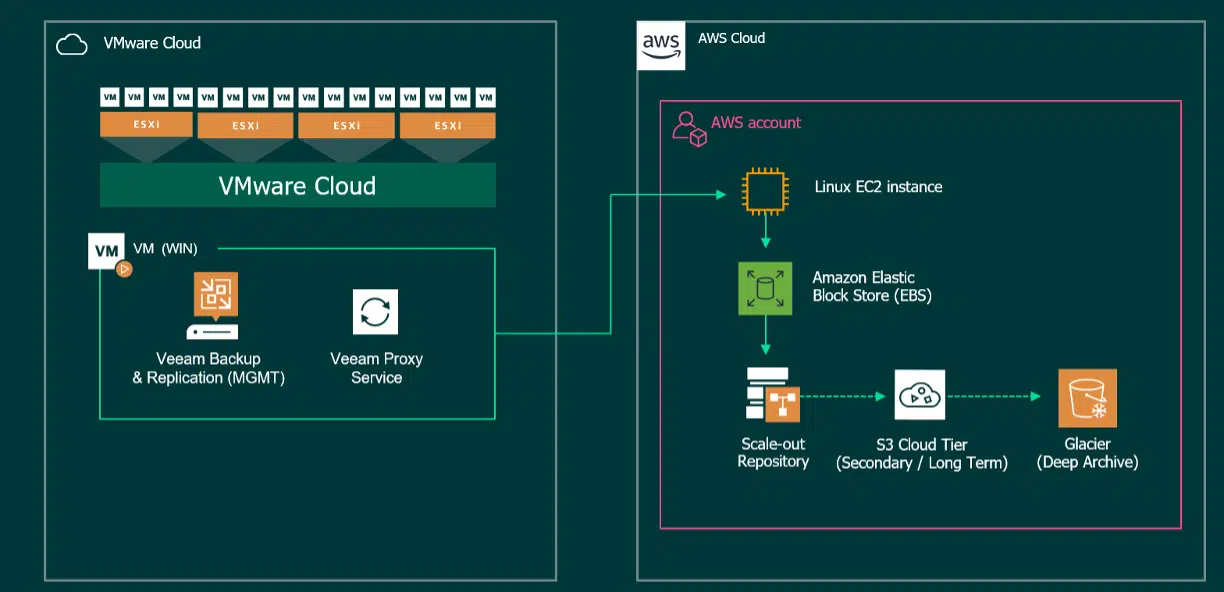 VMware Cloud
VM VM VM VM VM VM VM VM VM VM VM VM VM VM VM VM
ESXi ESXi ESXi ESXi
VMware Cloud
VM VM (WIN)
Veeam Backup
& Replication (MGMT)
Veeam Proxy
Service
aws AWS Cloud
AWS account
Linux EC2 instance
Amazon Elastic
Block Store (EBS)
Scale-out
Repository
S3 Cloud Tier
(Secondary / Long Term)
Glacier
(Deep Archive)